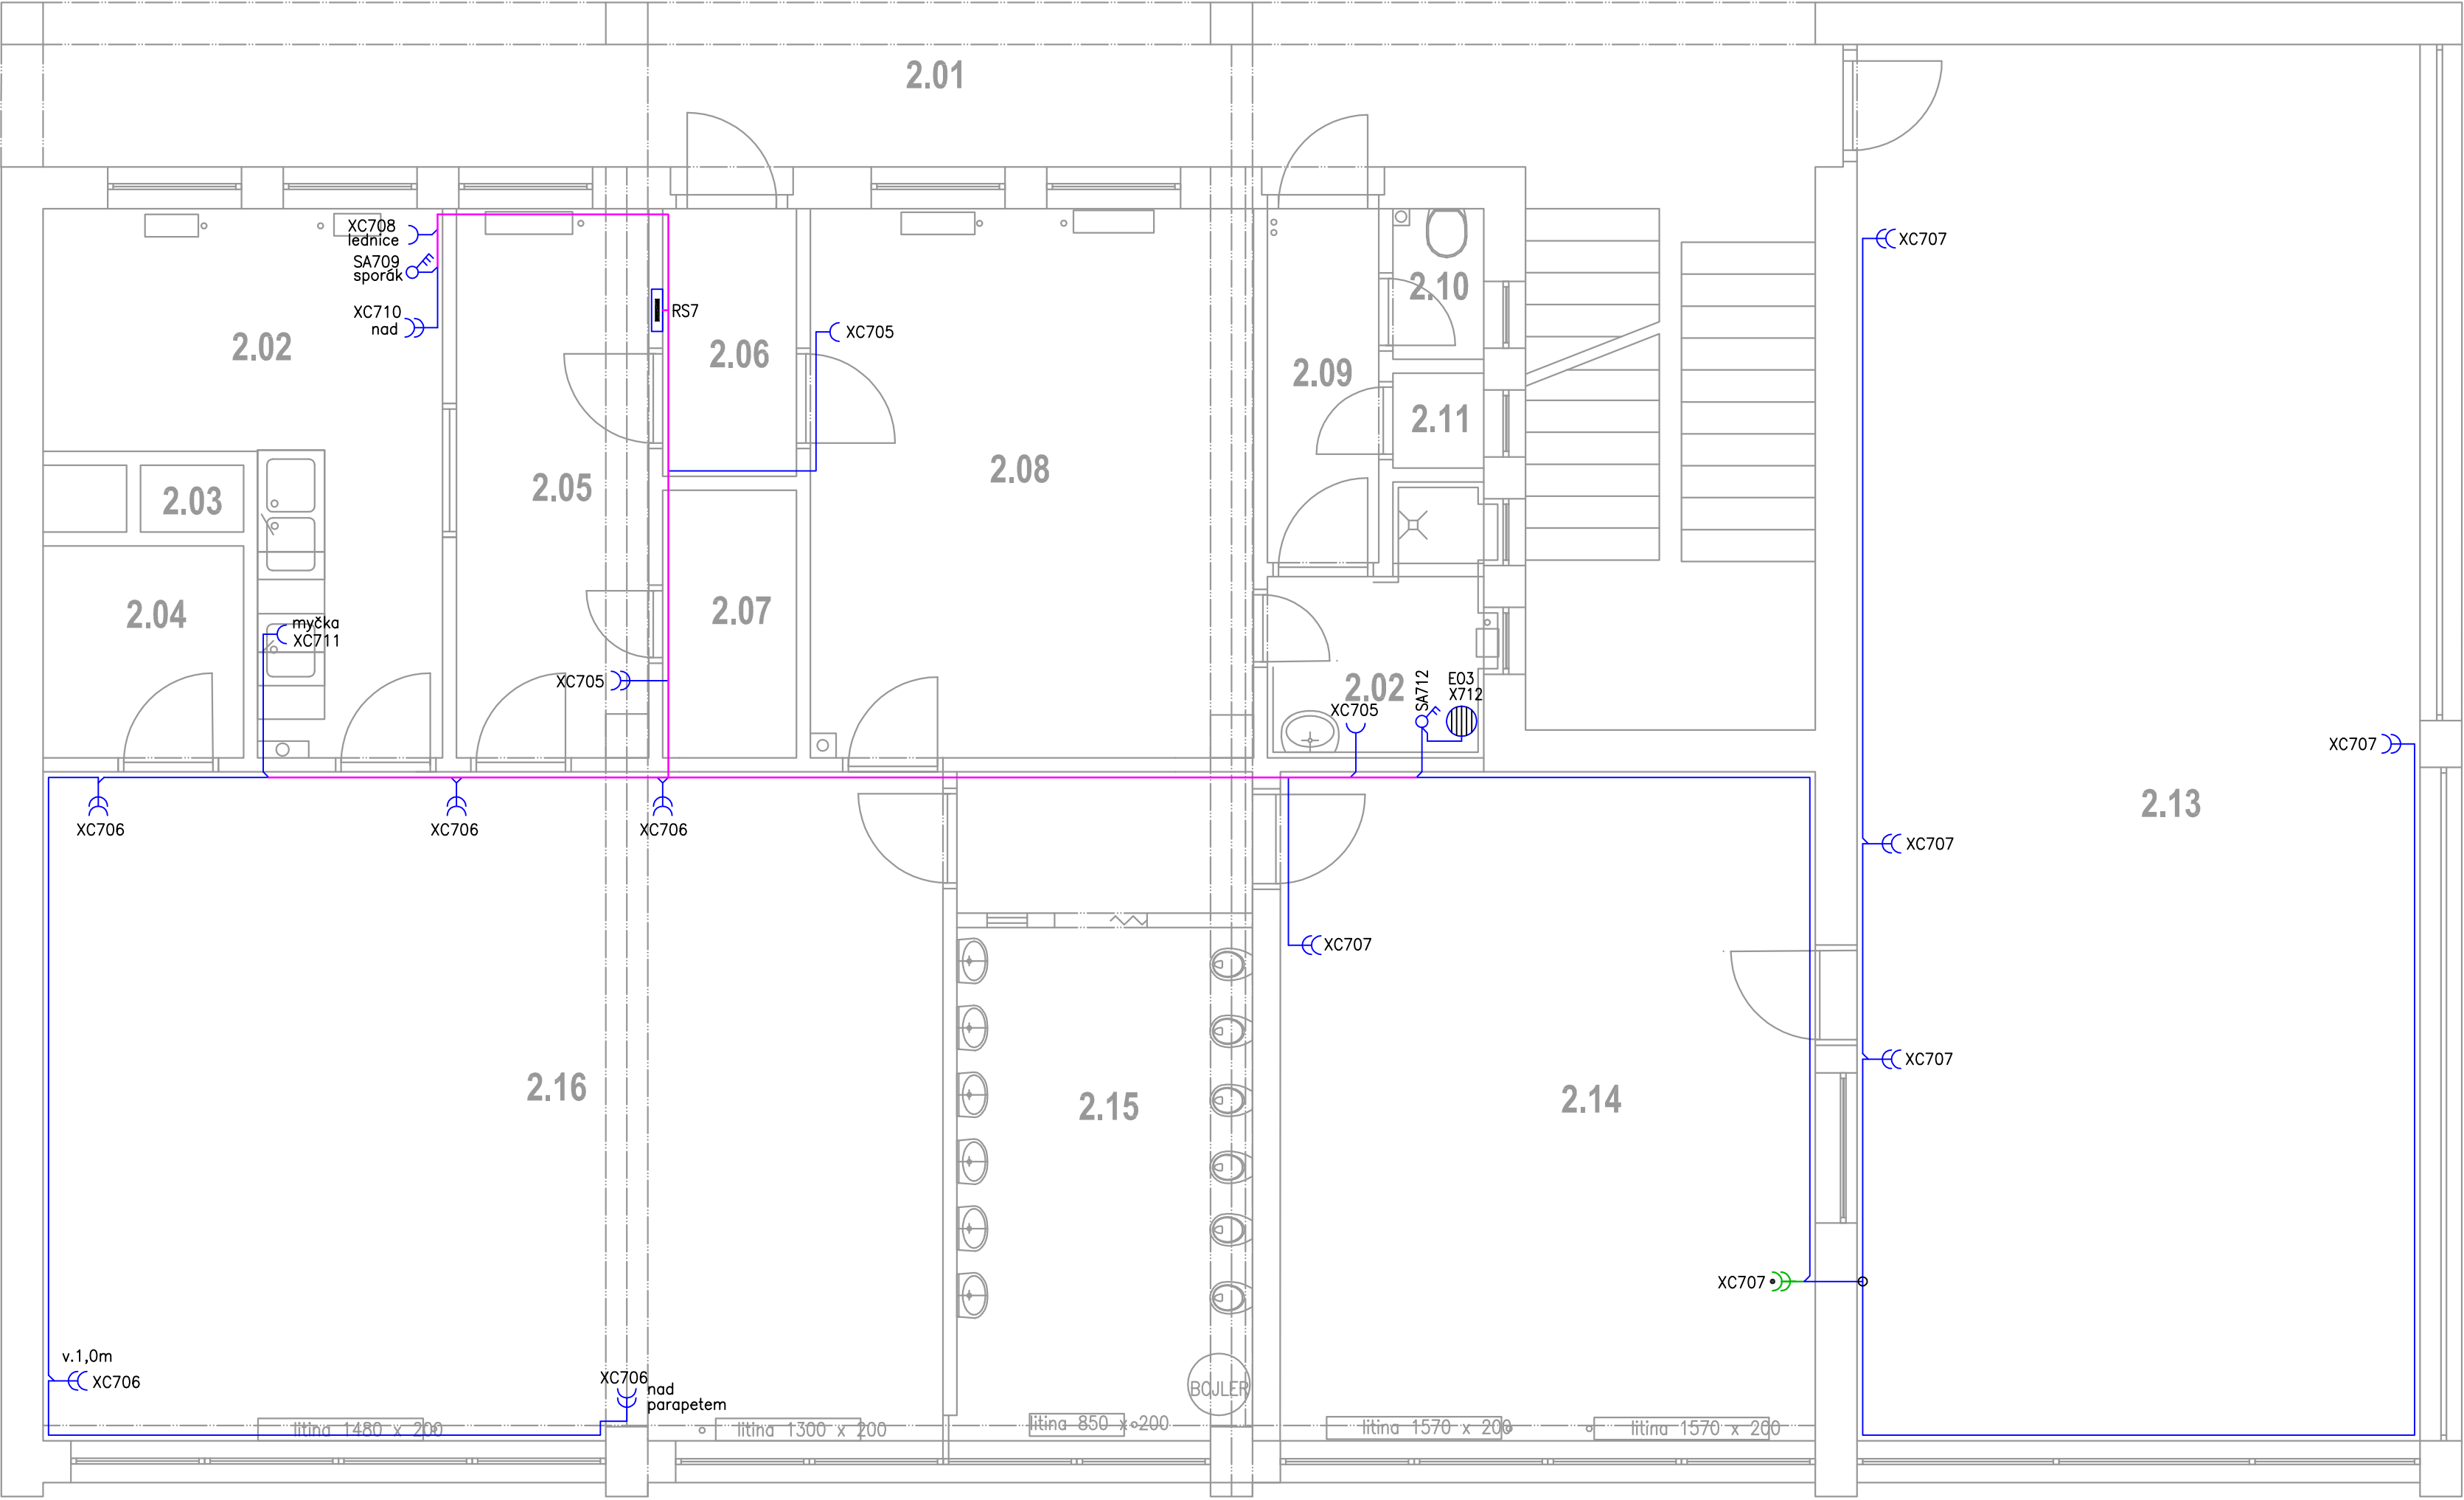 2.01
XC708
lednice
SA709
sporák
XC710
nad
RS7
XC705
XC707
2.10
2.02
2.06
2.09
2.11
2.03
2.05
2.08
2.04
myčka
XC711
2.07
XC705
2.02
XC705
SA712
E03
X712
XC707
2.13
XC706
XC706
XC706
XC707
XC707
XC707
2.16
2.15
2.14
XC707
v.1,0m
XC706
XC706
nad
parapetem
BOJLER
litina 1480 x 200
litina 1300 x 200
litina 850 x 200
litina 1570 x 200
litina 1570 x 200